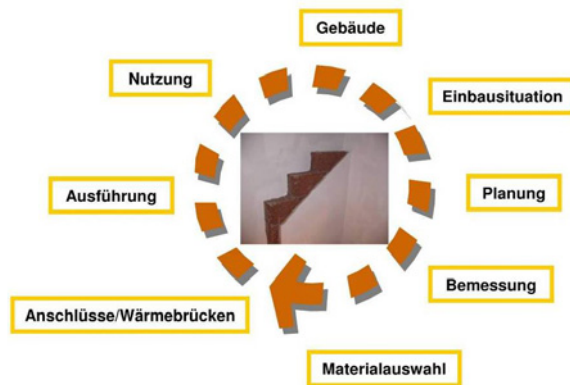 Gebäude
Nutzung
Einbausituation
Ausführung
Planung
Bemessung
Anschlüsse/Wärmebrücken
Materialauswahl